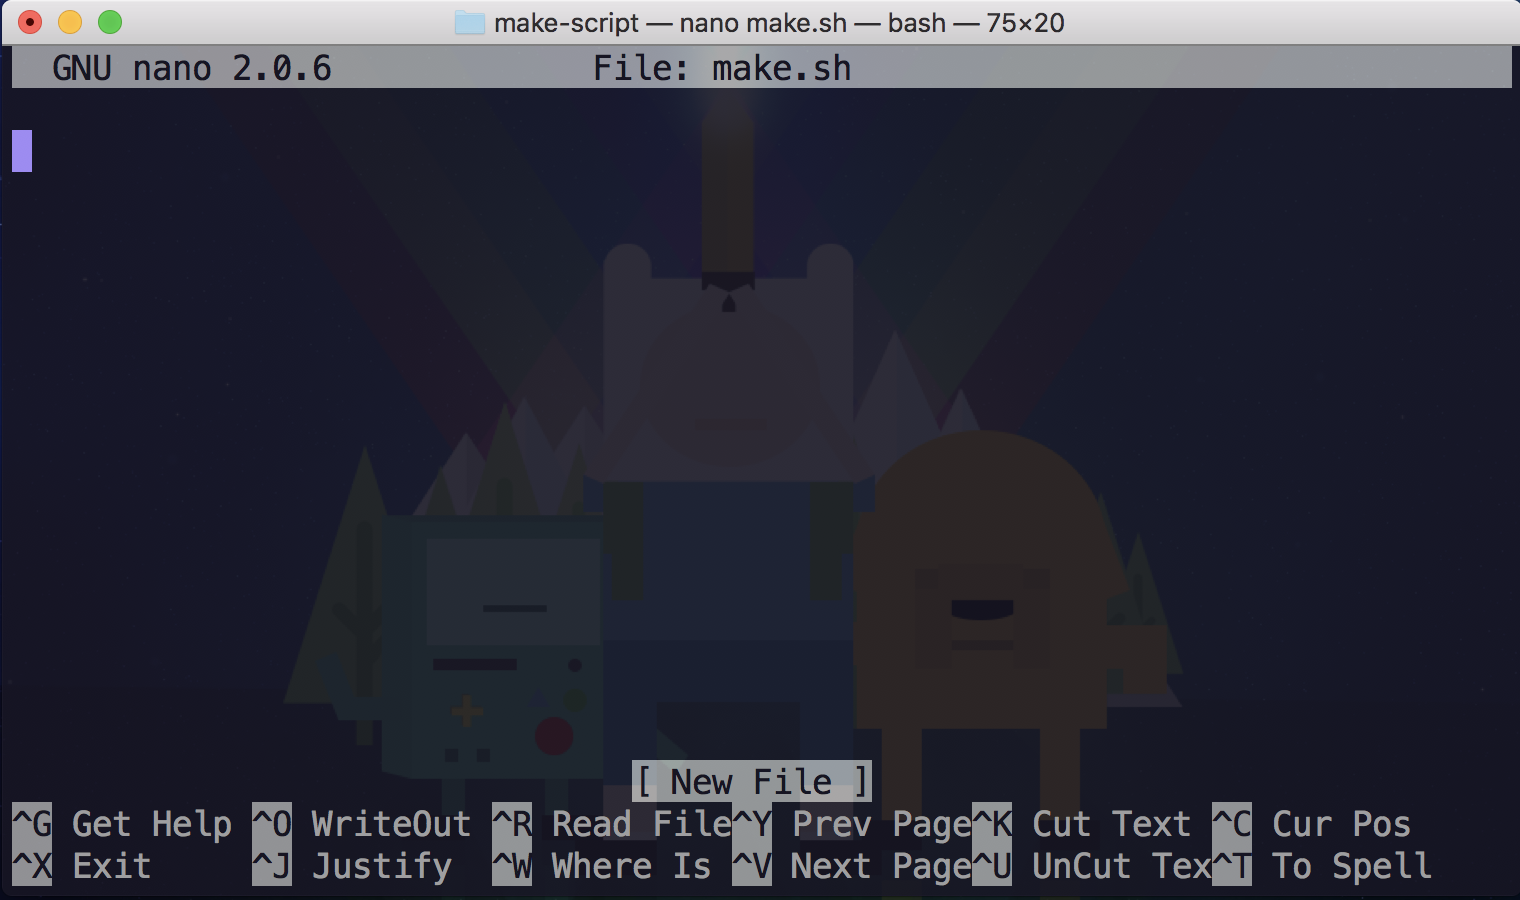 make-script — nano make.sh — bash — 75×20
GNU nano 2.0.6 File: make.sh
[ New File ]
^G Get Help ^O WriteOut ^R Read File^Y Prev Page^K Cut Text ^C Cur Pos
^X Exit ^J Justify ^W Where Is ^V Next Page^U UnCut Tex^T To Spell